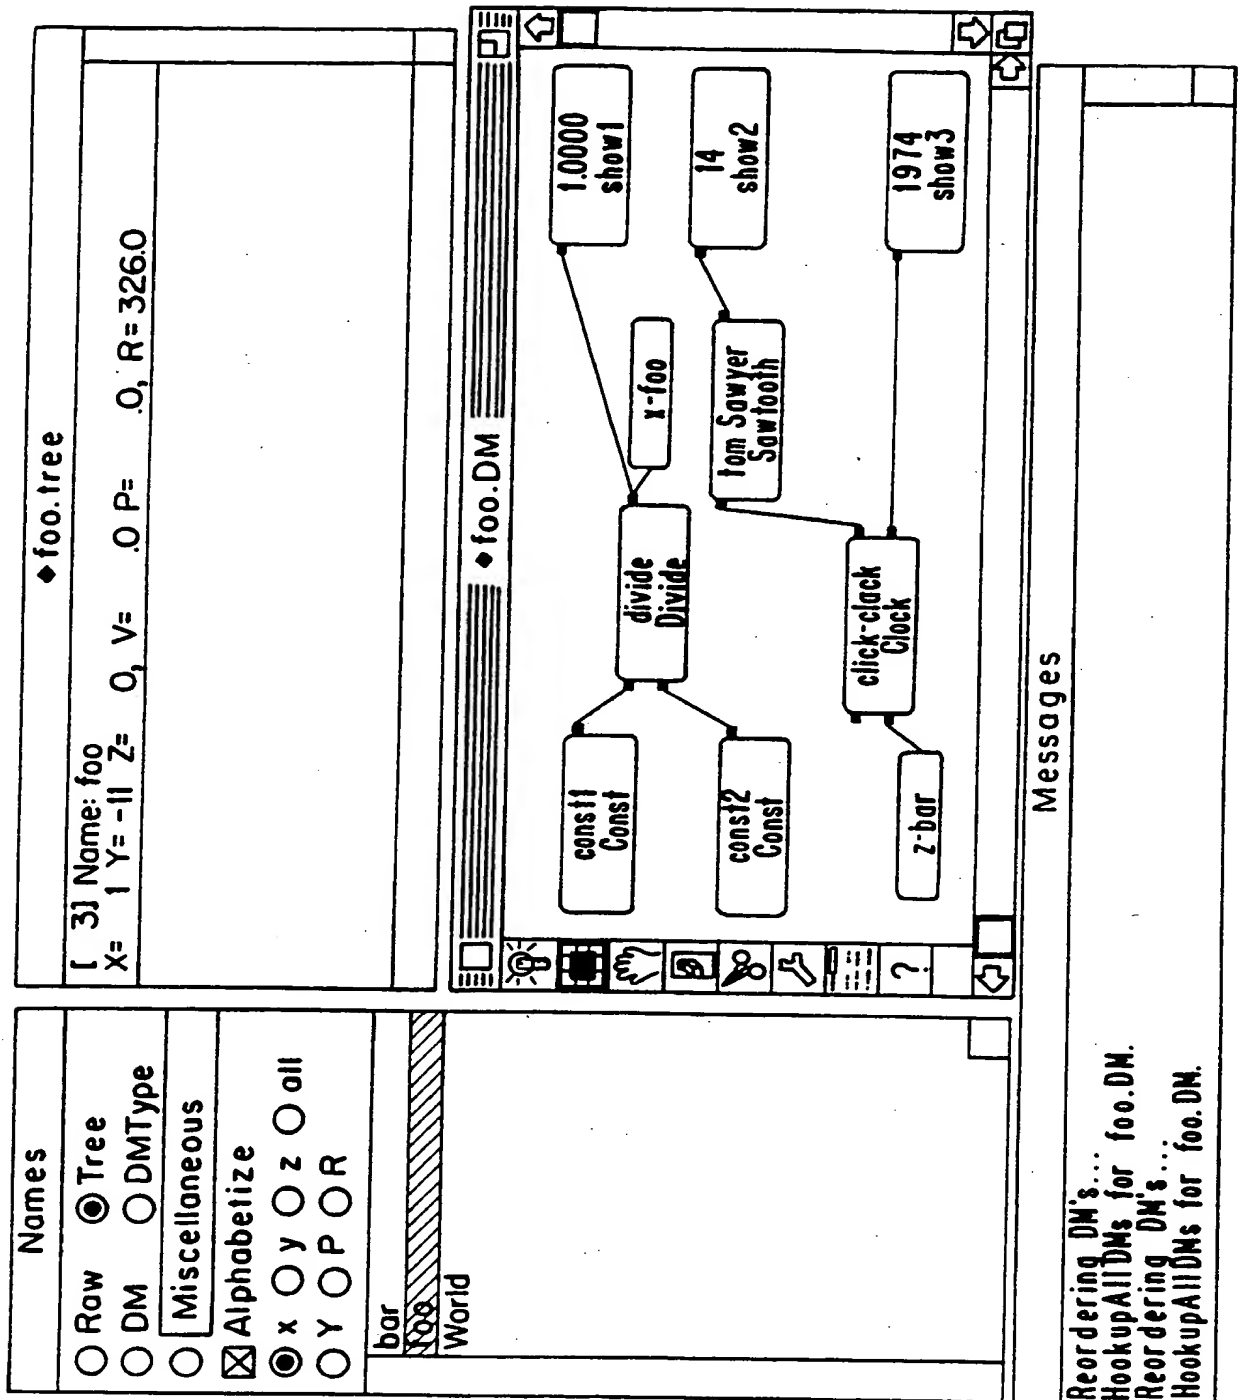 Names
Raw Tree
DM DMType
Miscellaneous
Alphabetize
x y z all
Y P R
bar
foo
World
foo.tree
[ 3] Name: foo
X= 1 Y= -11 Z= 0, V= .0 P= .0, R= 326.0
foo.DM
const1
Const
const2
Const
z-bar
divide
Divide
click-clack
Clock
x-foo
tom Sawyer
Sawtooth
1.0000
show1
14
show2
1974
show3
?
Messages
Reordering DM's...
HookupAllDMs for foo.DM.
Reordering DM's...
HookupAllDMs for foo.DM.